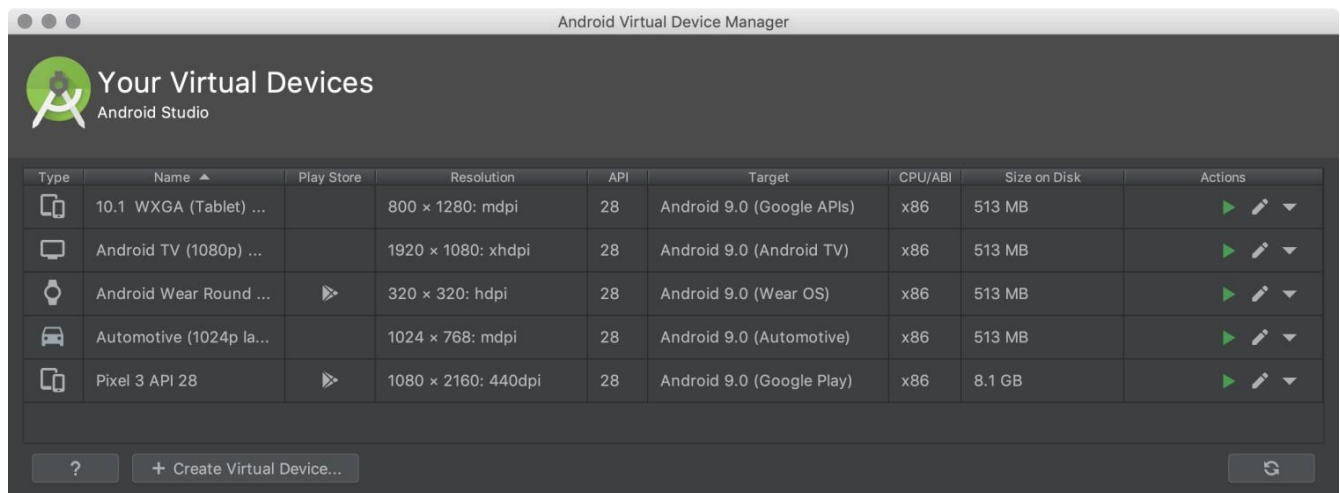 Android Virtual Device Manager
Your Virtual Devices
Android Studio
Type Name Play Store Resolution API Target CPU/ABI Size on Disk Actions
10.1 WXGA (Tablet) ... 800 × 1280: mdpi 28 Android 9.0 (Google APIs) x86 513 MB
Android TV (1080p) ... 1920 × 1080: xhdpi 28 Android 9.0 (Android TV) x86 513 MB
Android Wear Round ... 320 × 320: hdpi 28 Android 9.0 (Wear OS) x86 513 MB
Automotive (1024p la... 1024 × 768: mdpi 28 Android 9.0 (Automotive) x86 513 MB
Pixel 3 API 28 1080 × 2160: 440dpi 28 Android 9.0 (Google Play) x86 8.1 GB
? + Create Virtual Device...